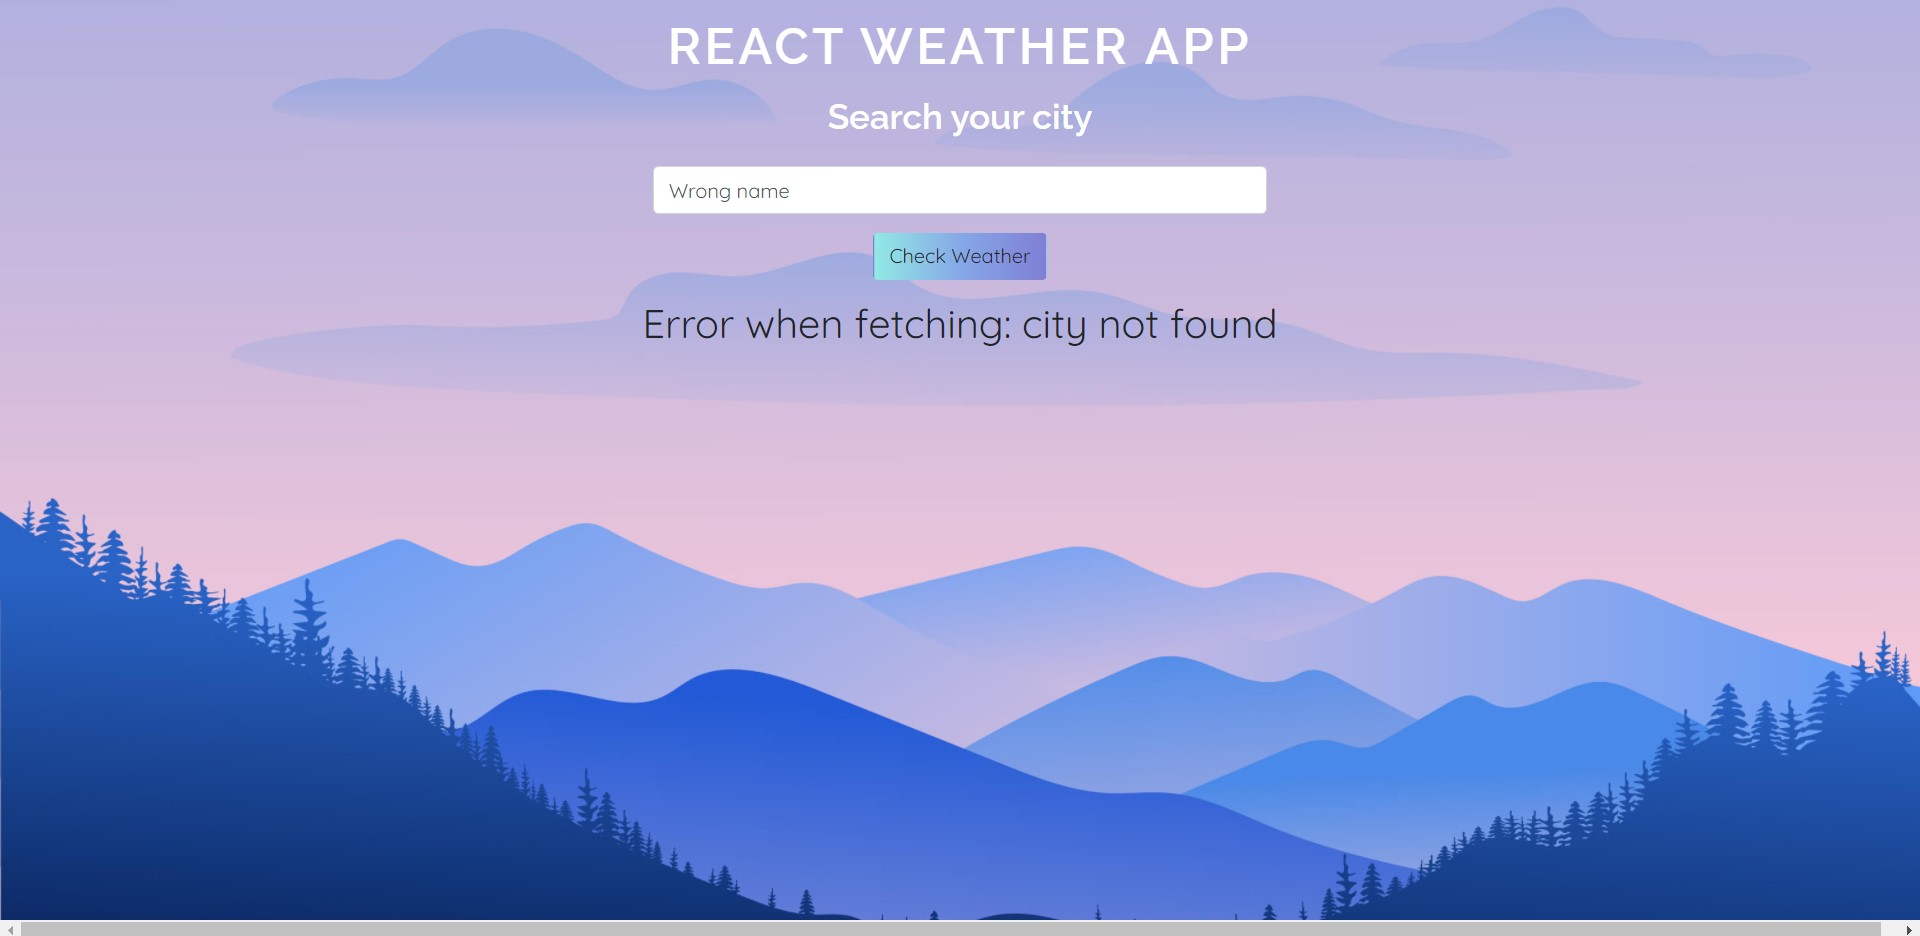 REACT WEATHER APP
Search your city
Wrong name
Check Weather
Error when fetching: city not found